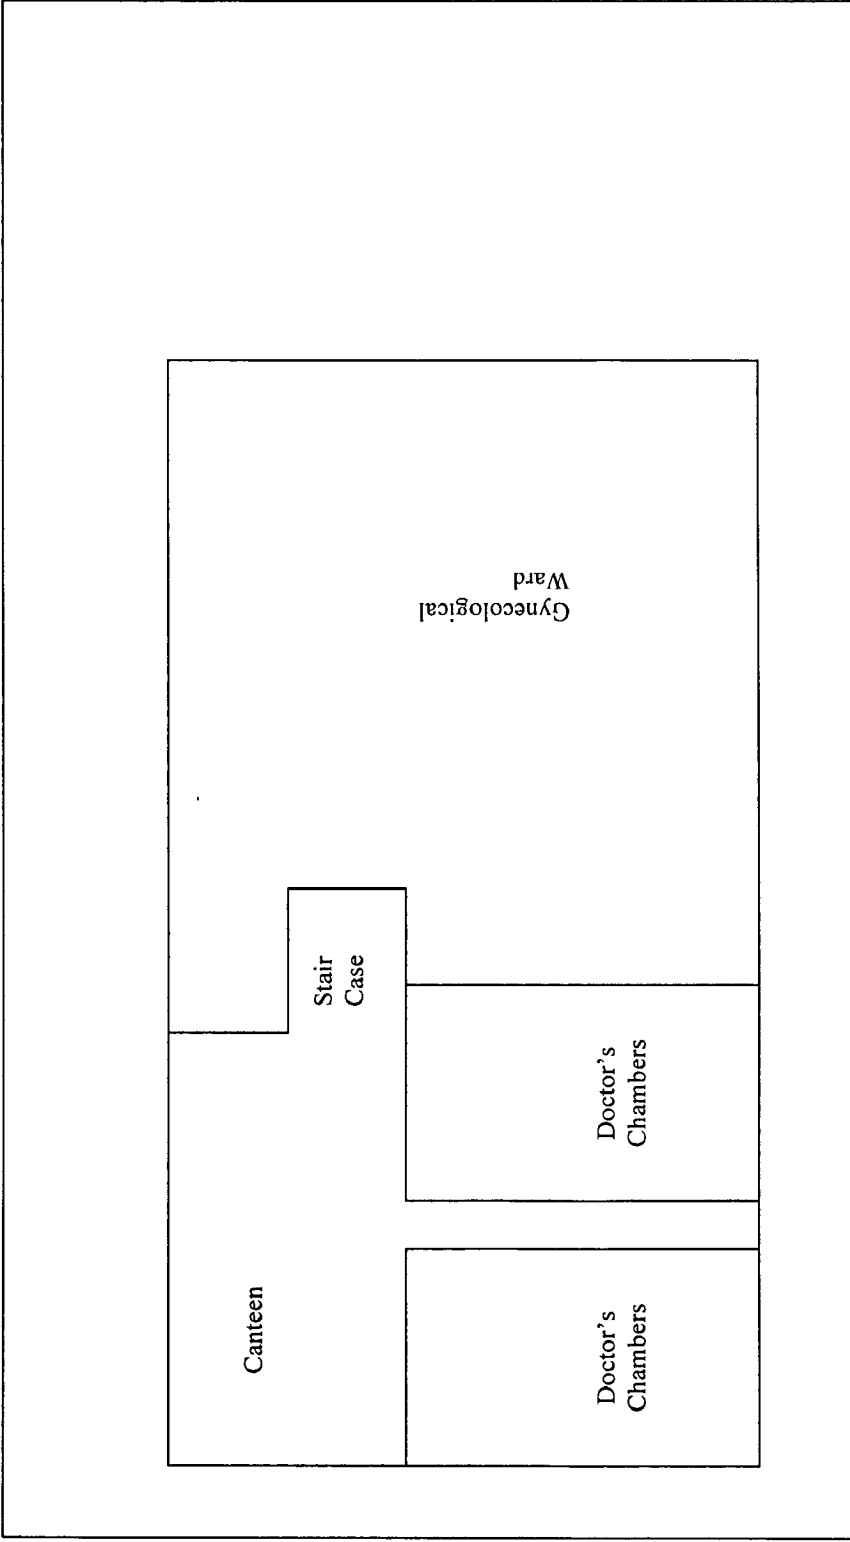 Gynecological
Ward
Stair
Case
Canteen
Doctor's
Chambers
Doctor's
Chambers